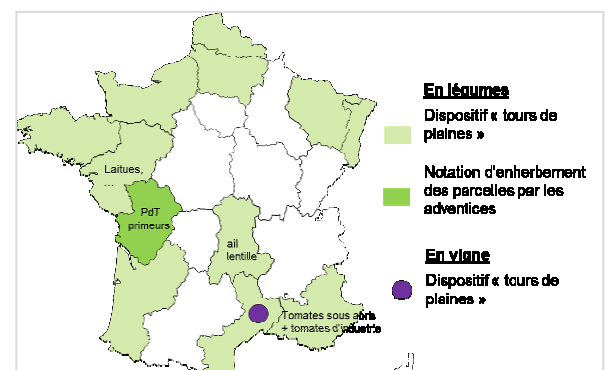 En légumes
Dispositif « tours de
plaines »
Notation d'enherbement
des parcelles par les
adventices
En vigne
Dispositif « tours de
plaines »
Laitues,
...
PdT
primeurs
ail
lentille
Tomates sous abris
+ tomates d'industrie